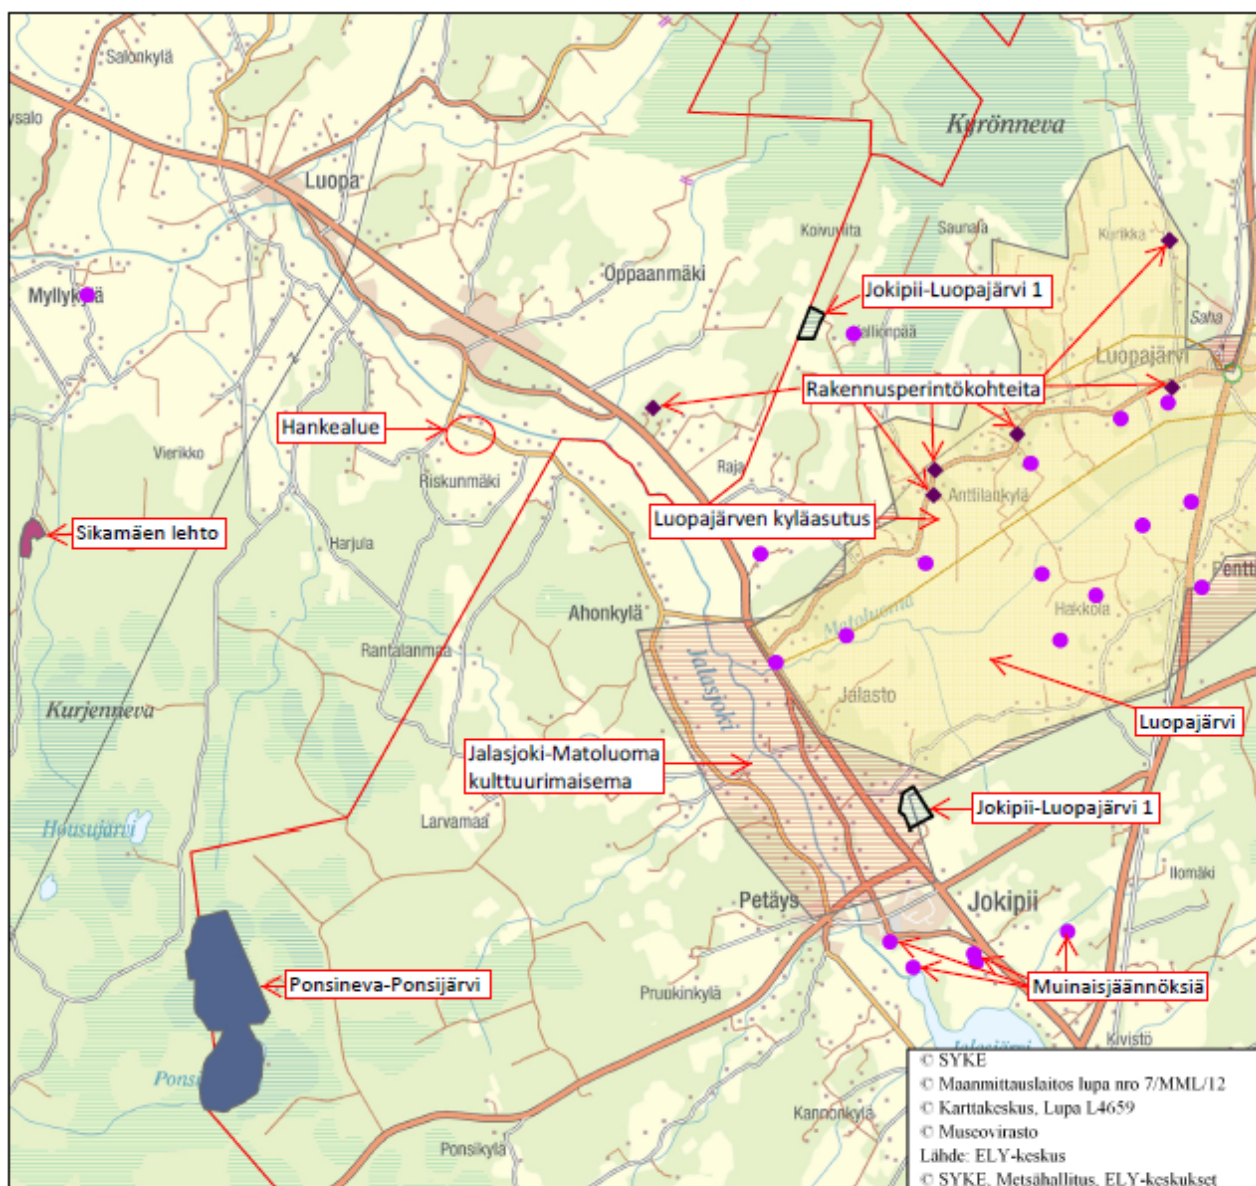 Salonkylä
Kyrönneva
Luopa
Koivuviita
Saunala
Kurikka
Oppaanmäki
Myllykylä
Jokipii-Luopajärvi 1
Saha
Luopajärvi
Rakennusperintökohteita
Hankealue
Vierikko
Riskunmäki
Raja
Anttilankylä
Luopajärven kyläasutus
Sikamäen lehto
Harjula
Ahonkylä
Hakkola
Matoluoma
Rantalanmaa
Jalasjoki
Jalasto
Kurjenneva
Luopajärvi
Jalasjoki-Matoluoma
kulttuurimaisema
Jokipii-Luopajärvi 1
Larvamaa
Housujärvi
Ilomäki
Petäys
Jokipii
Ponsineva-Ponsijärvi
Pruukinkylä
Muinaisjäännöksiä
Kivistö
Jalasjärvi
Kannonkylä
Ponsikylä
© SYKE
© Maanmittauslaitos lupa nro 7/MML/12
© Karttakeskus, Lupa L4659
© Museovirasto
Lähde: ELY-keskus
© SYKE, Metsähallitus, ELY-keskukset